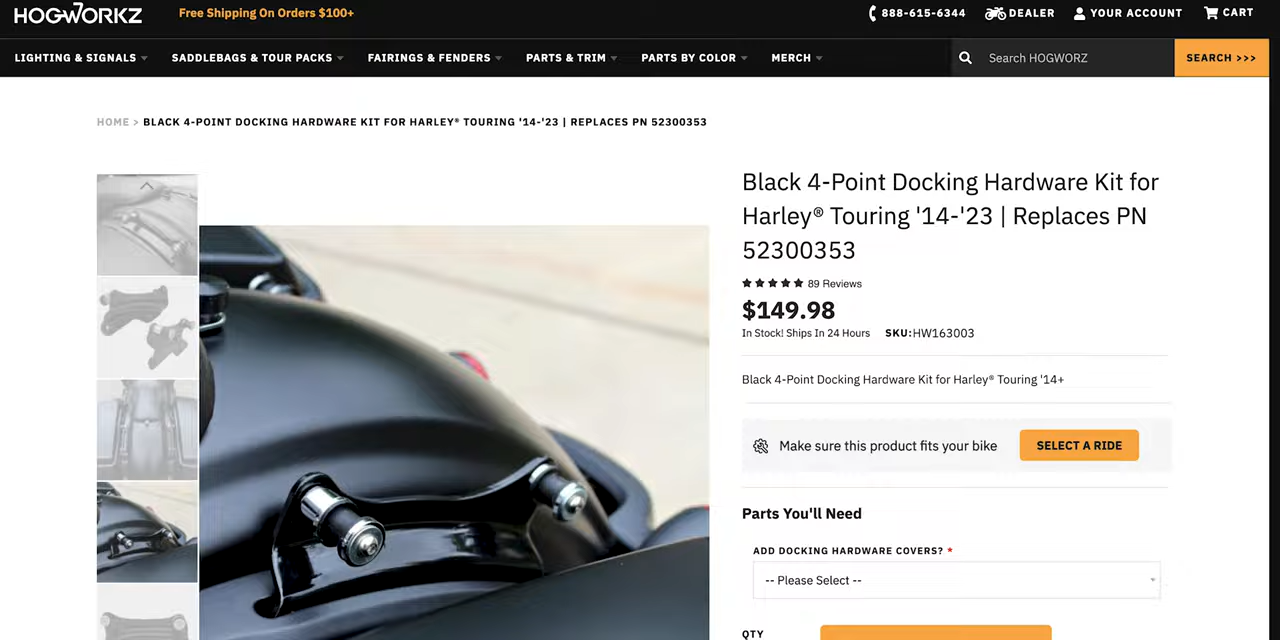 HOGWORKZ
Free Shipping On Orders $100+
888-615-6344
DEALER
YOUR ACCOUNT
CART
LIGHTING & SIGNALS
SADDLEBAGS & TOUR PACKS
FAIRINGS & FENDERS
PARTS & TRIM
PARTS BY COLOR
MERCH
Search HOGWORZ
SEARCH >>>
HOME > BLACK 4-POINT DOCKING HARDWARE KIT FOR HARLEY® TOURING '14-'23 | REPLACES PN 52300353
Black 4-Point Docking Hardware Kit for
Harley® Touring '14-'23 | Replaces PN
52300353
89 Reviews
$149.98
In Stock! Ships In 24 Hours
SKU:HW163003
Black 4-Point Docking Hardware Kit for Harley® Touring '14+
Make sure this product fits your bike
SELECT A RIDE
Parts You'll Need
ADD DOCKING HARDWARE COVERS? *
-- Please Select --
QTY